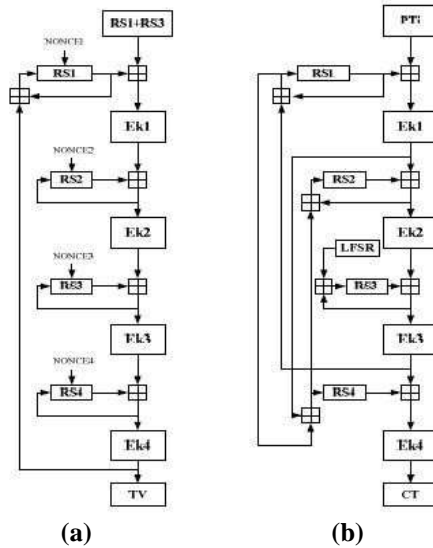 RS1+RS3
NONCE1
RS1
Ek1
NONCE2
RS2
Ek2
NONCE3
RS3
Ek3
NONCE4
RS4
Ek4
TV
(a)
PTi
RS1
Ek1
RS2
Ek2
LFSR
RS3
Ek3
RS4
Ek4
CT
(b)